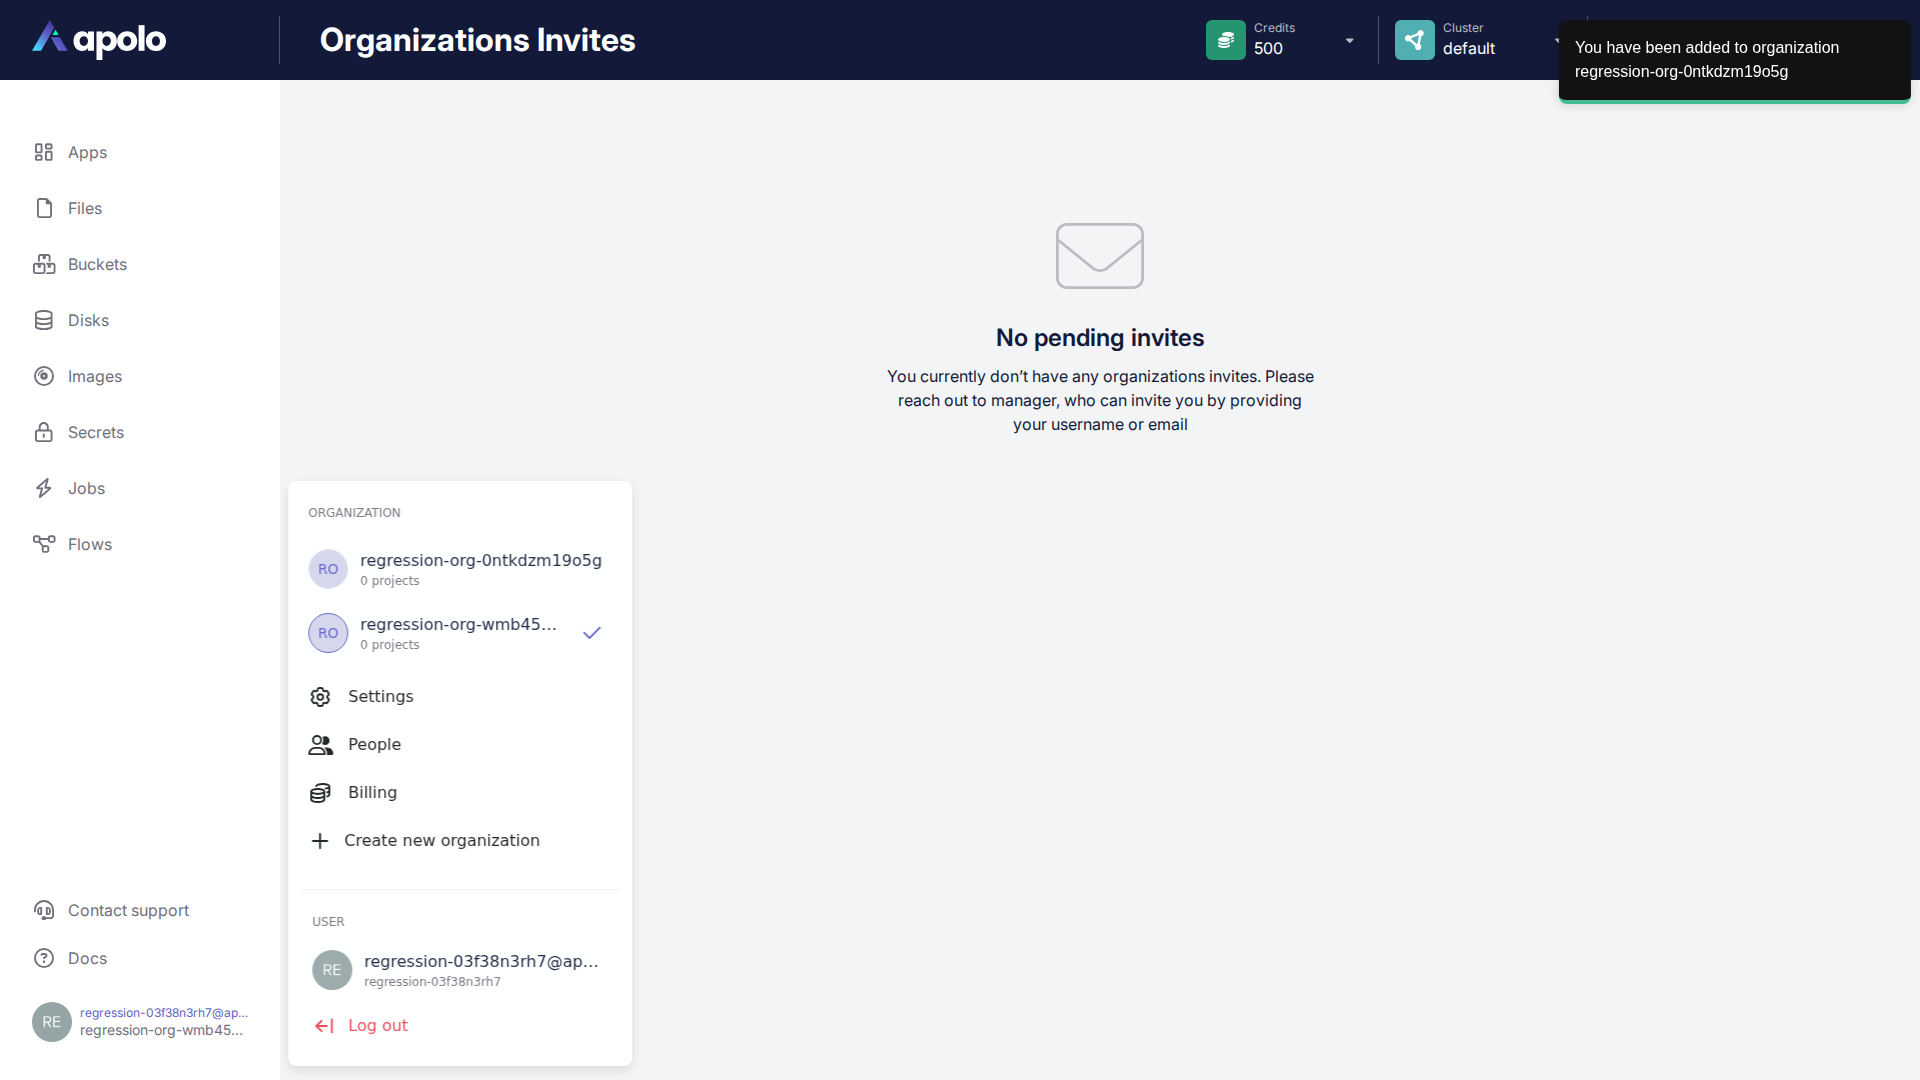 apolo
Organizations Invites
Credits
500
Cluster
default
You have been added to organization
regression-org-0ntkdzm19o5g
Apps
Files
Buckets
Disks
Images
Secrets
Jobs
Flows
No pending invites
You currently don’t have any organizations invites. Please
reach out to manager, who can invite you by providing
your username or email
ORGANIZATION
RO
regression-org-0ntkdzm19o5g
0 projects
RO
regression-org-wmb45...
0 projects
Settings
People
Billing
Create new organization
USER
RE
regression-03f38n3rh7@ap...
regression-03f38n3rh7
Log out
Contact support
Docs
RE
regression-03f38n3rh7@ap...
regression-org-wmb45...